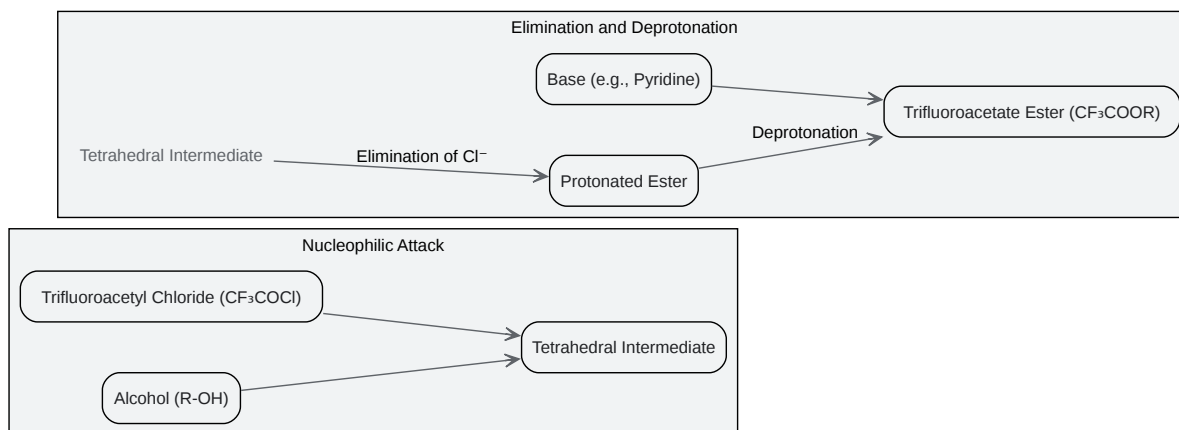 Elimination and Deprotonation
Base (e.g., Pyridine)
Trifluoroacetate Ester (CF₃COOR)
Deprotonation
Tetrahedral Intermediate
Elimination of Cl⁻
Protonated Ester
Nucleophilic Attack
Trifluoroacetyl Chloride (CF₃COCl)
Tetrahedral Intermediate
Alcohol (R-OH)